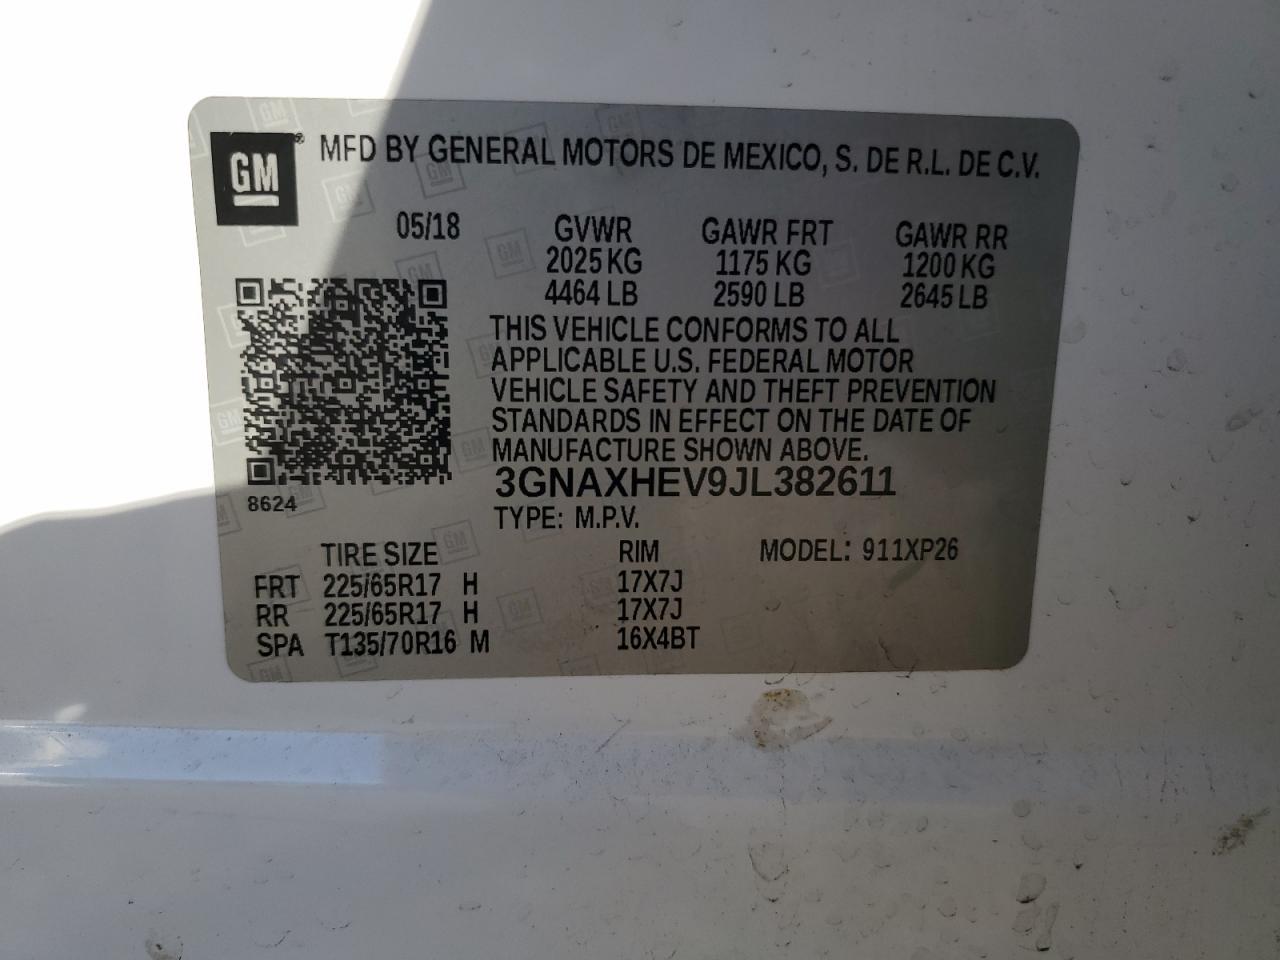 GM® MFD BY GENERAL MOTORS DE MEXICO, S. DE R.L. DE C.V.
05/18 GVWR GAWR FRT GAWR RR
2025 KG 1175 KG 1200 KG
4464 LB 2590 LB 2645 LB
THIS VEHICLE CONFORMS TO ALL
APPLICABLE U.S. FEDERAL MOTOR
VEHICLE SAFETY AND THEFT PREVENTION
STANDARDS IN EFFECT ON THE DATE OF
MANUFACTURE SHOWN ABOVE.
3GNAXHEV9JL382611
8624 TYPE: M.P.V.
TIRE SIZE RIM MODEL: 911XP26
FRT 225/65R17 H 17X7J
RR 225/65R17 H 17X7J
SPA T135/70R16 M 16X4BT